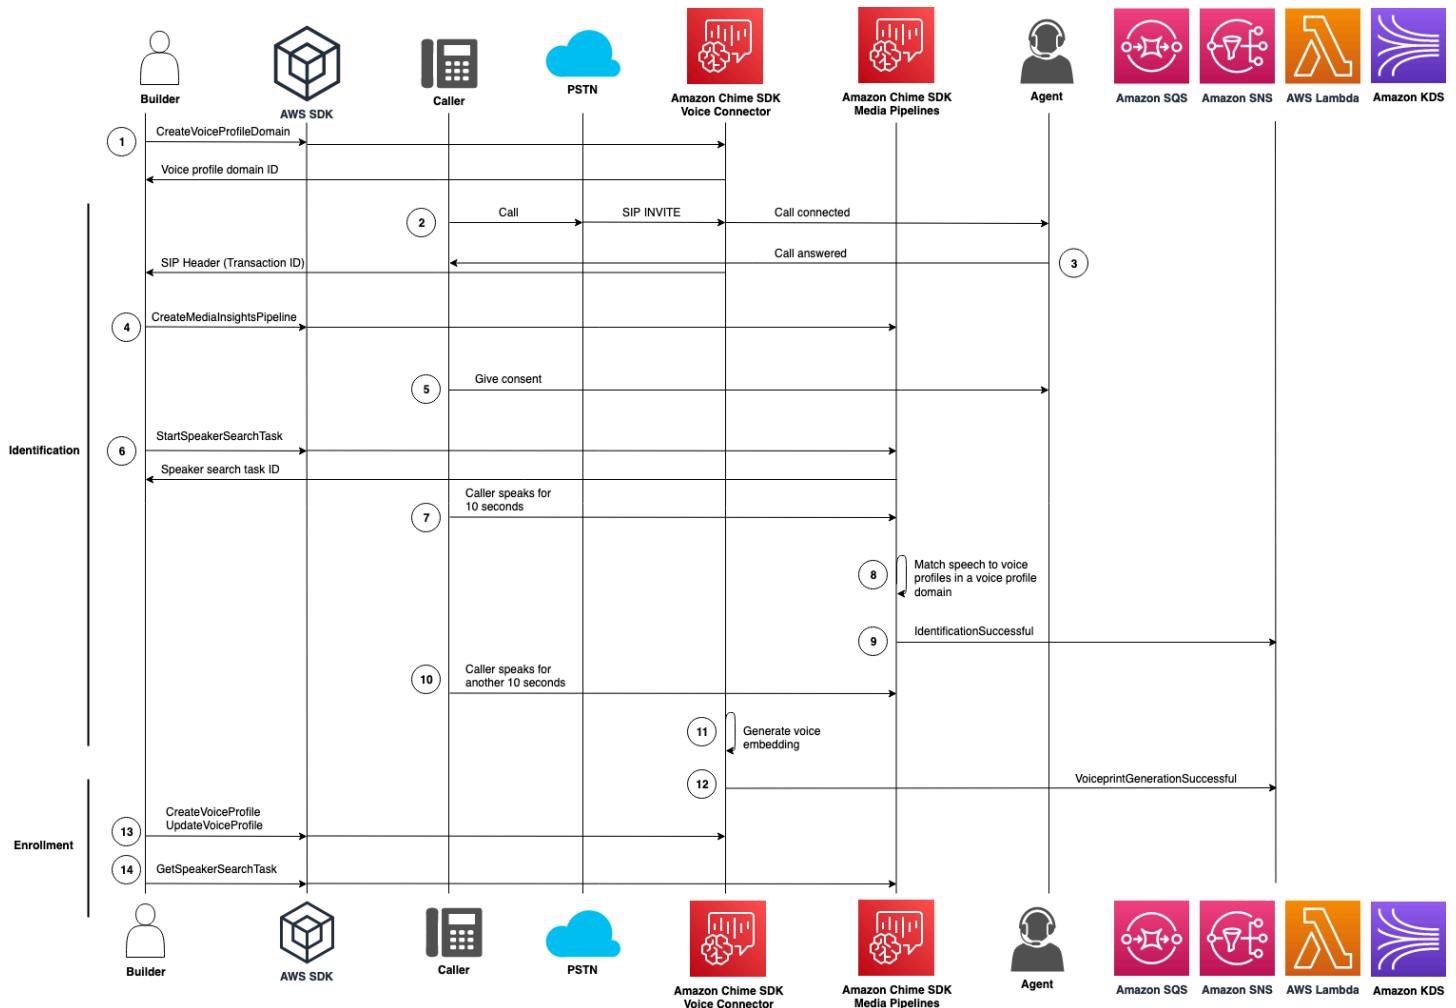 Builder
AWS SDK
Caller
PSTN
Amazon Chime SDK
Voice Connector
Amazon Chime SDK
Media Pipelines
Agent
Amazon SQS
Amazon SNS
AWS Lambda
Amazon KDS
1
CreateVoiceProfileDomain
Voice profile domain ID
2
Call
SIP INVITE
Call connected
Call answered
3
SIP Header (Transaction ID)
4
CreateMediaInsightsPipeline
5
Give consent
Identification
6
StartSpeakerSearchTask
Speaker search task ID
7
Caller speaks for
10 seconds
8
Match speech to voice
profiles in a voice profile
domain
9
IdentificationSuccessful
10
Caller speaks for
another 10 seconds
11
Generate voice
embedding
12
VoiceprintGenerationSuccessful
Enrollment
13
CreateVoiceProfile
UpdateVoiceProfile
14
GetSpeakerSearchTask
Builder
AWS SDK
Caller
PSTN
Amazon Chime SDK
Voice Connector
Amazon Chime SDK
Media Pipelines
Agent
Amazon SQS
Amazon SNS
AWS Lambda
Amazon KDS